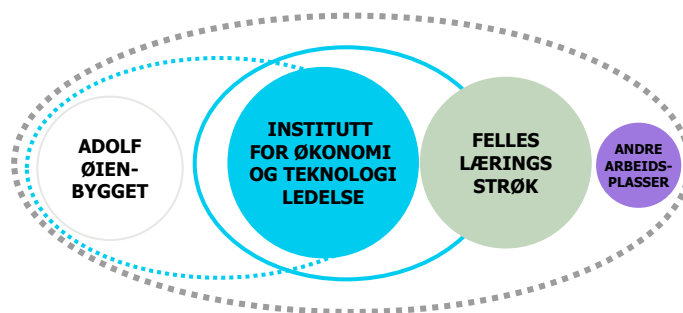 ADOLF
ØIEN-
BYGGET
INSTITUTT
FOR ØKONOMI
OG TEKNOLOGI
LEDELSE
FELLES
LÆRINGS
STRØK
ANDRE
ARBEIDS-
PLASSER